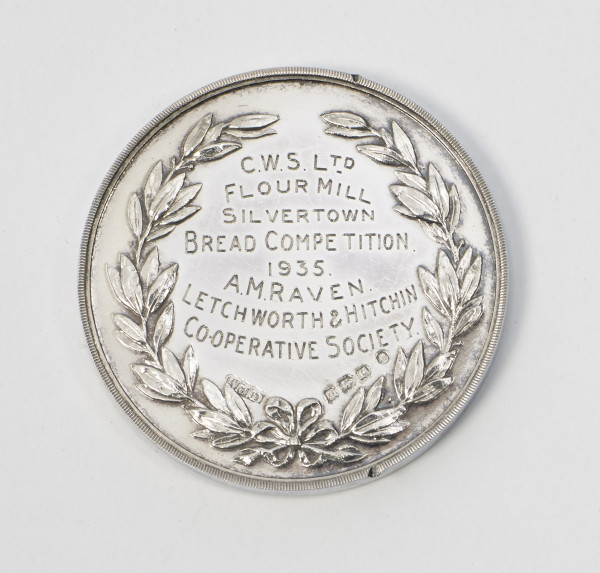 C.W.S. LTD
FLOUR MILL
SILVERTOWN
BREAD COMPETITION.
1935.
A.M.RAVEN.
LETCHWORTH & HITCHIN
CO-OPERATIVE SOCIETY.